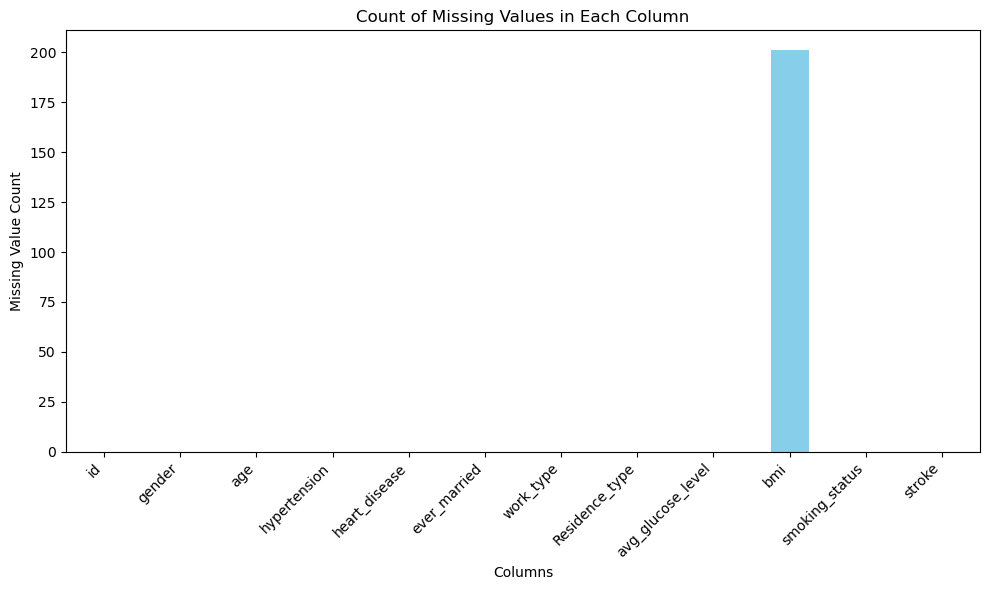 Count of Missing Values in Each Column
Missing Value Count
200
175
150
125
100
75
50
25
0
id
gender
age
hypertension
heart_disease
ever_married
work_type
Residence_type
avg_glucose_level
bmi
smoking_status
stroke
Columns